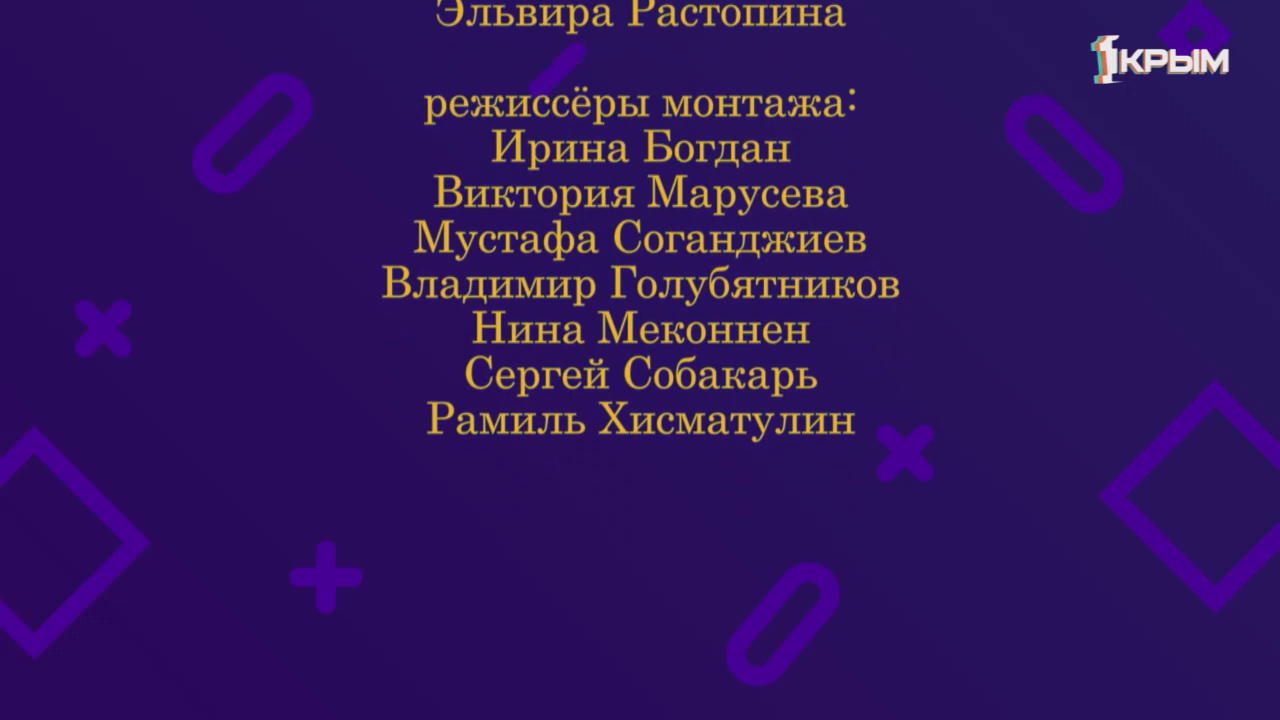 Эльвира Растопина
1КРЫМ
режиссёры монтажа:
Ирина Богдан
Виктория Марусева
Мустафа Соганджиев
Владимир Голубятников
Нина Меконнен
Сергей Собакарь
Рамиль Хисматулин